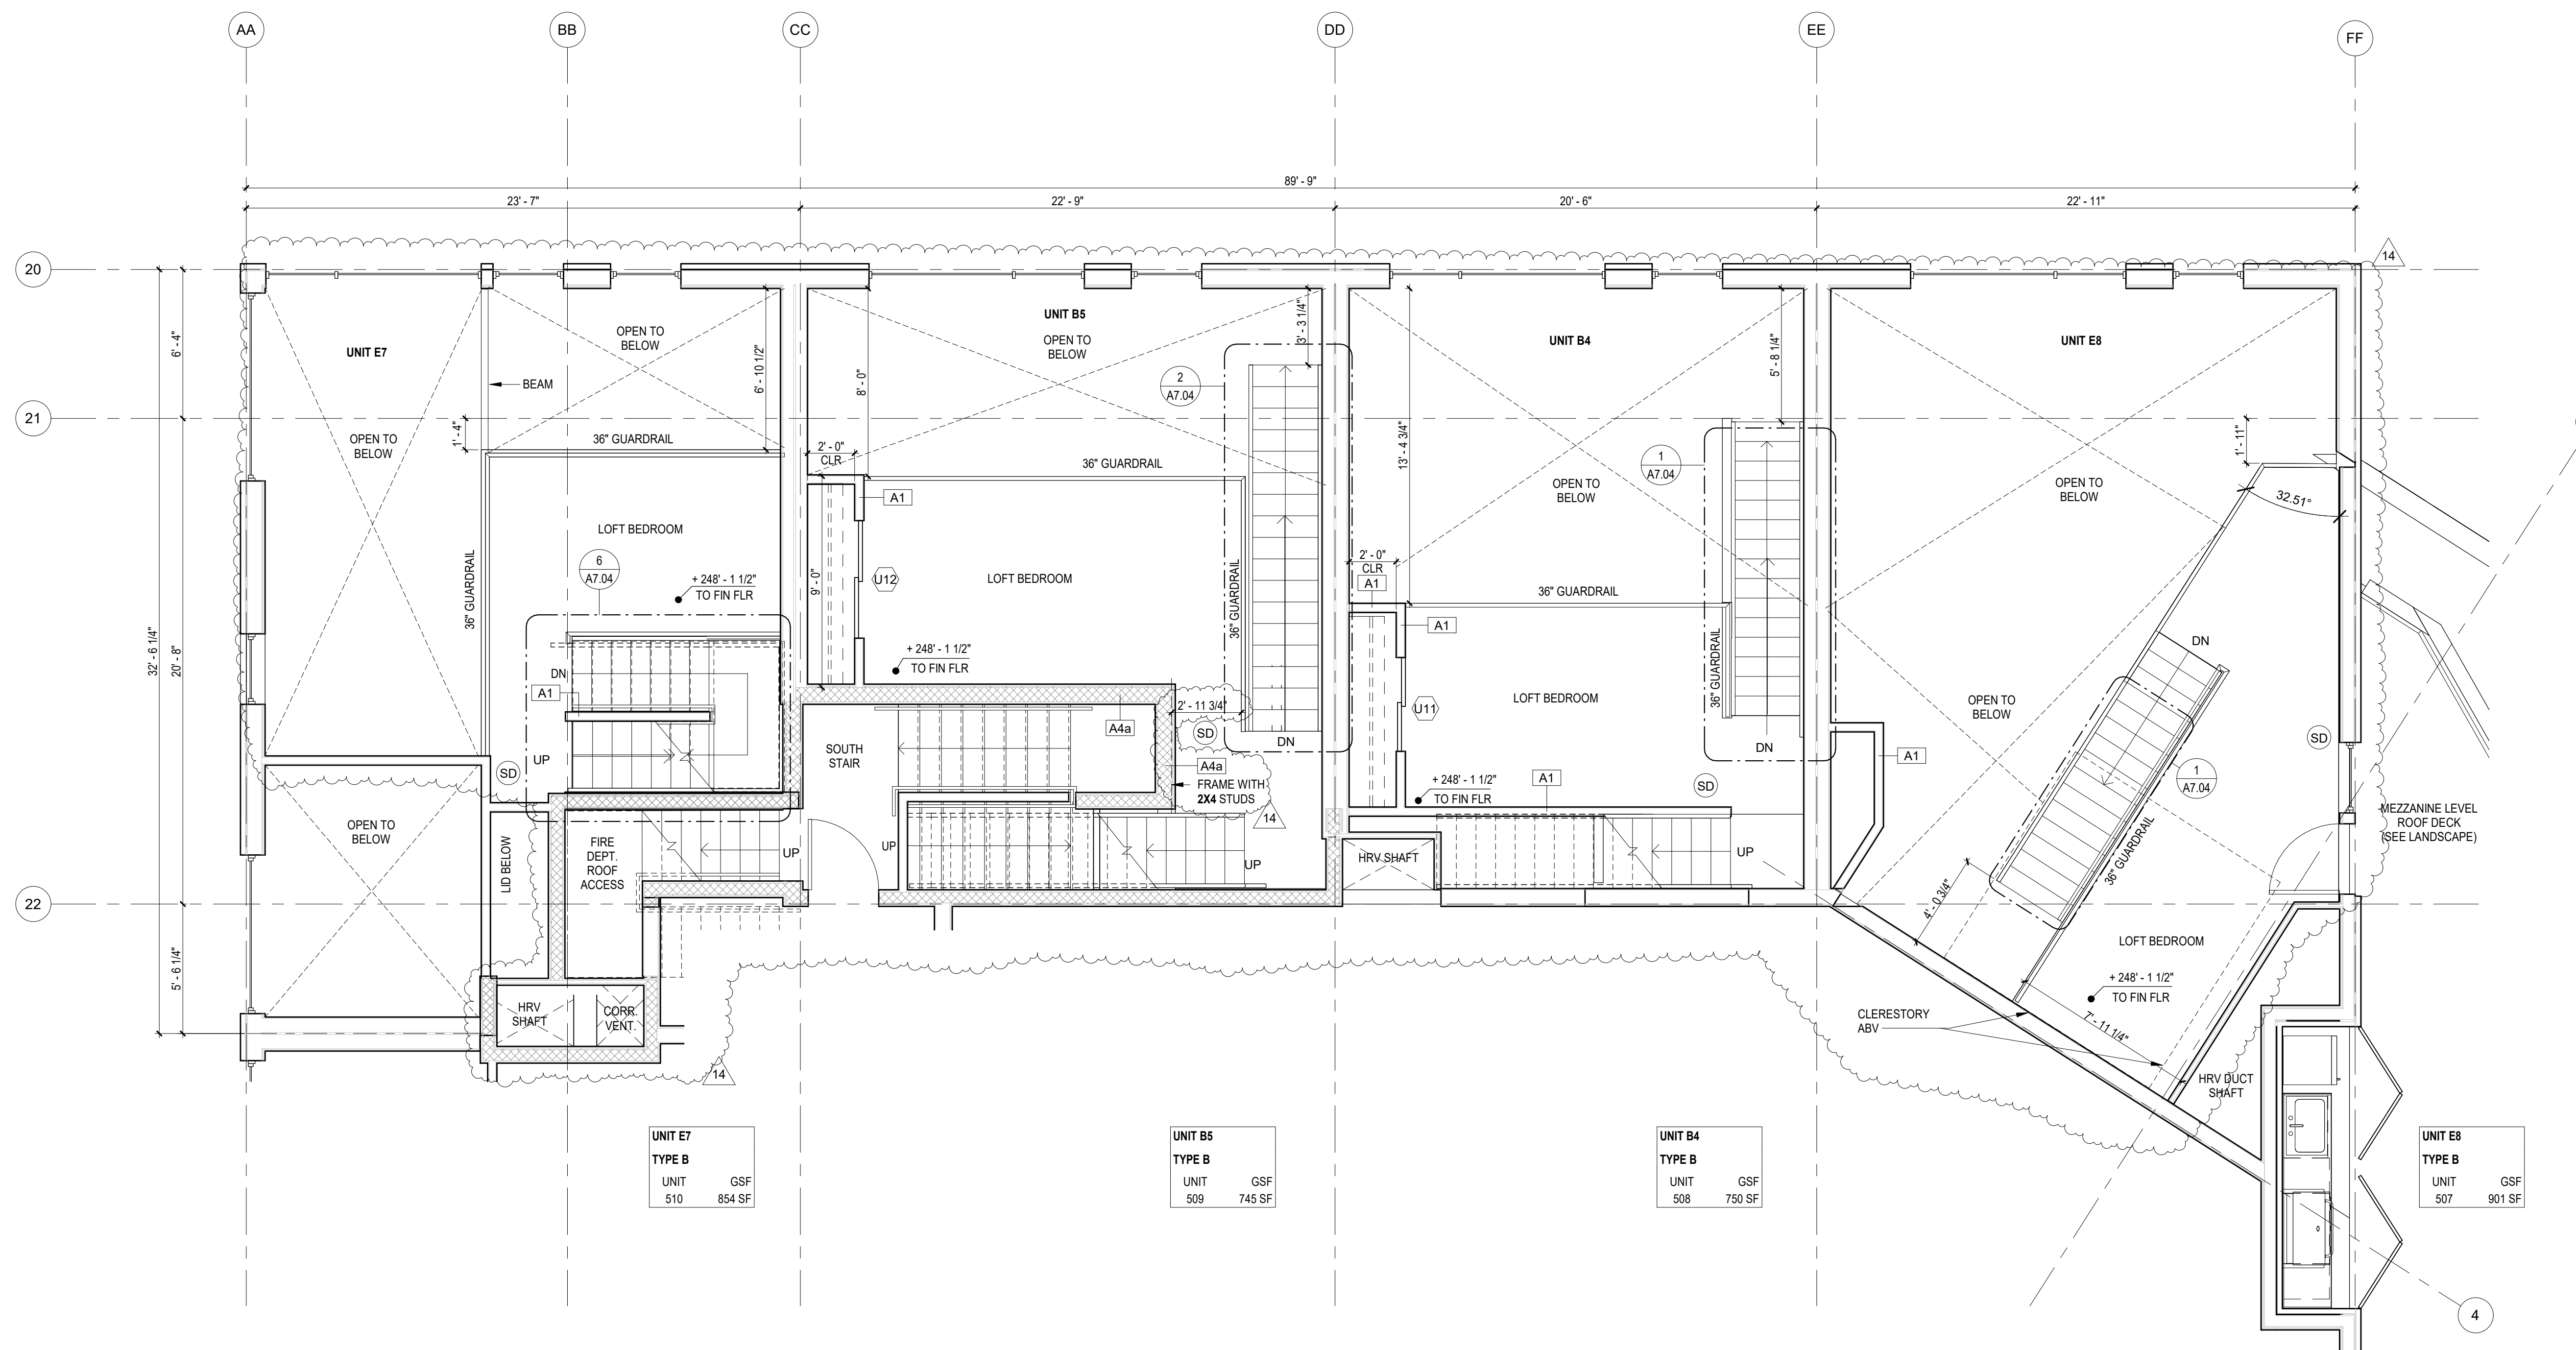 AA
BB
CC
DD
EE
FF
89' - 9"
23' - 7"
22' - 9"
20' - 6"
22' - 11"
20
14
6' - 4"
UNIT E7
OPEN TO
BELOW
BEAM
6' - 10 1/2"
8' - 0"
UNIT B5
OPEN TO
BELOW
3' - 3 1/4"
2
A7.04
UNIT B4
5' - 8 1/4"
UNIT E8
21
1' - 4"
OPEN TO
BELOW
36" GUARDRAIL
2' - 0"
CLR
36" GUARDRAIL
13' - 4 3/4"
1
A7.04
OPEN TO
BELOW
OPEN TO
BELOW
1' - 11"
32.51°
A1
LOFT BEDROOM
6
A7.04
36" GUARDRAIL
+ 248' - 1 1/2"
TO FIN FLR
9' - 0"
U12
LOFT BEDROOM
36" GUARDRAIL
2' - 0"
CLR
A1
36" GUARDRAIL
A1
32' - 6 1/4"
20' - 8"
+ 248' - 1 1/2"
TO FIN FLR
DN
A1
UP
SD
SOUTH
STAIR
A4a
2' - 11 3/4"
SD
DN
A4a
FRAME WITH
2X4 STUDS
14
U11
LOFT BEDROOM
36" GUARDRAIL
DN
+ 248' - 1 1/2"
TO FIN FLR
A1
SD
A1
OPEN TO
BELOW
DN
SD
1
A7.04
36" GUARDRAIL
MEZZANINE LEVEL
ROOF DECK
(SEE LANDSCAPE)
OPEN TO
BELOW
LID BELOW
FIRE
DEPT.
ROOF
ACCESS
UP
UP
UP
HRV SHAFT
UP
4' - 0 3/4"
22
5' - 6 1/4"
LOFT BEDROOM
+ 248' - 1 1/2"
TO FIN FLR
HRV
SHAFT
CORR.
VENT.
14
CLERESTORY
ABV
7' - 11 1/4"
HRV DUCT
SHAFT
UNIT E7
TYPE B
UNIT GSF
510 854 SF
UNIT B5
TYPE B
UNIT GSF
509 745 SF
UNIT B4
TYPE B
UNIT GSF
508 750 SF
UNIT E8
TYPE B
UNIT GSF
507 901 SF
4